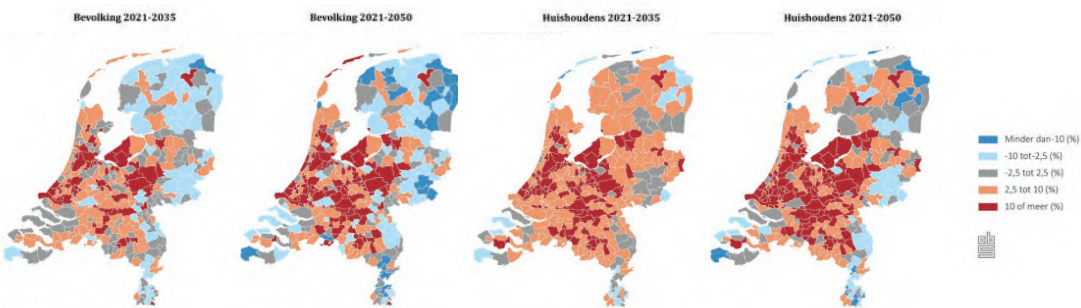 Bevolking 2021-2035
Bevolking 2021-2050
Huishoudens 2021-2035
Huishoudens 2021-2050
Minder dan-10 (%)
-10 tot-2,5 (%)
-2,5 tot 2,5 (%)
2,5 tot 10 (%)
10 of meer (%)
cbs